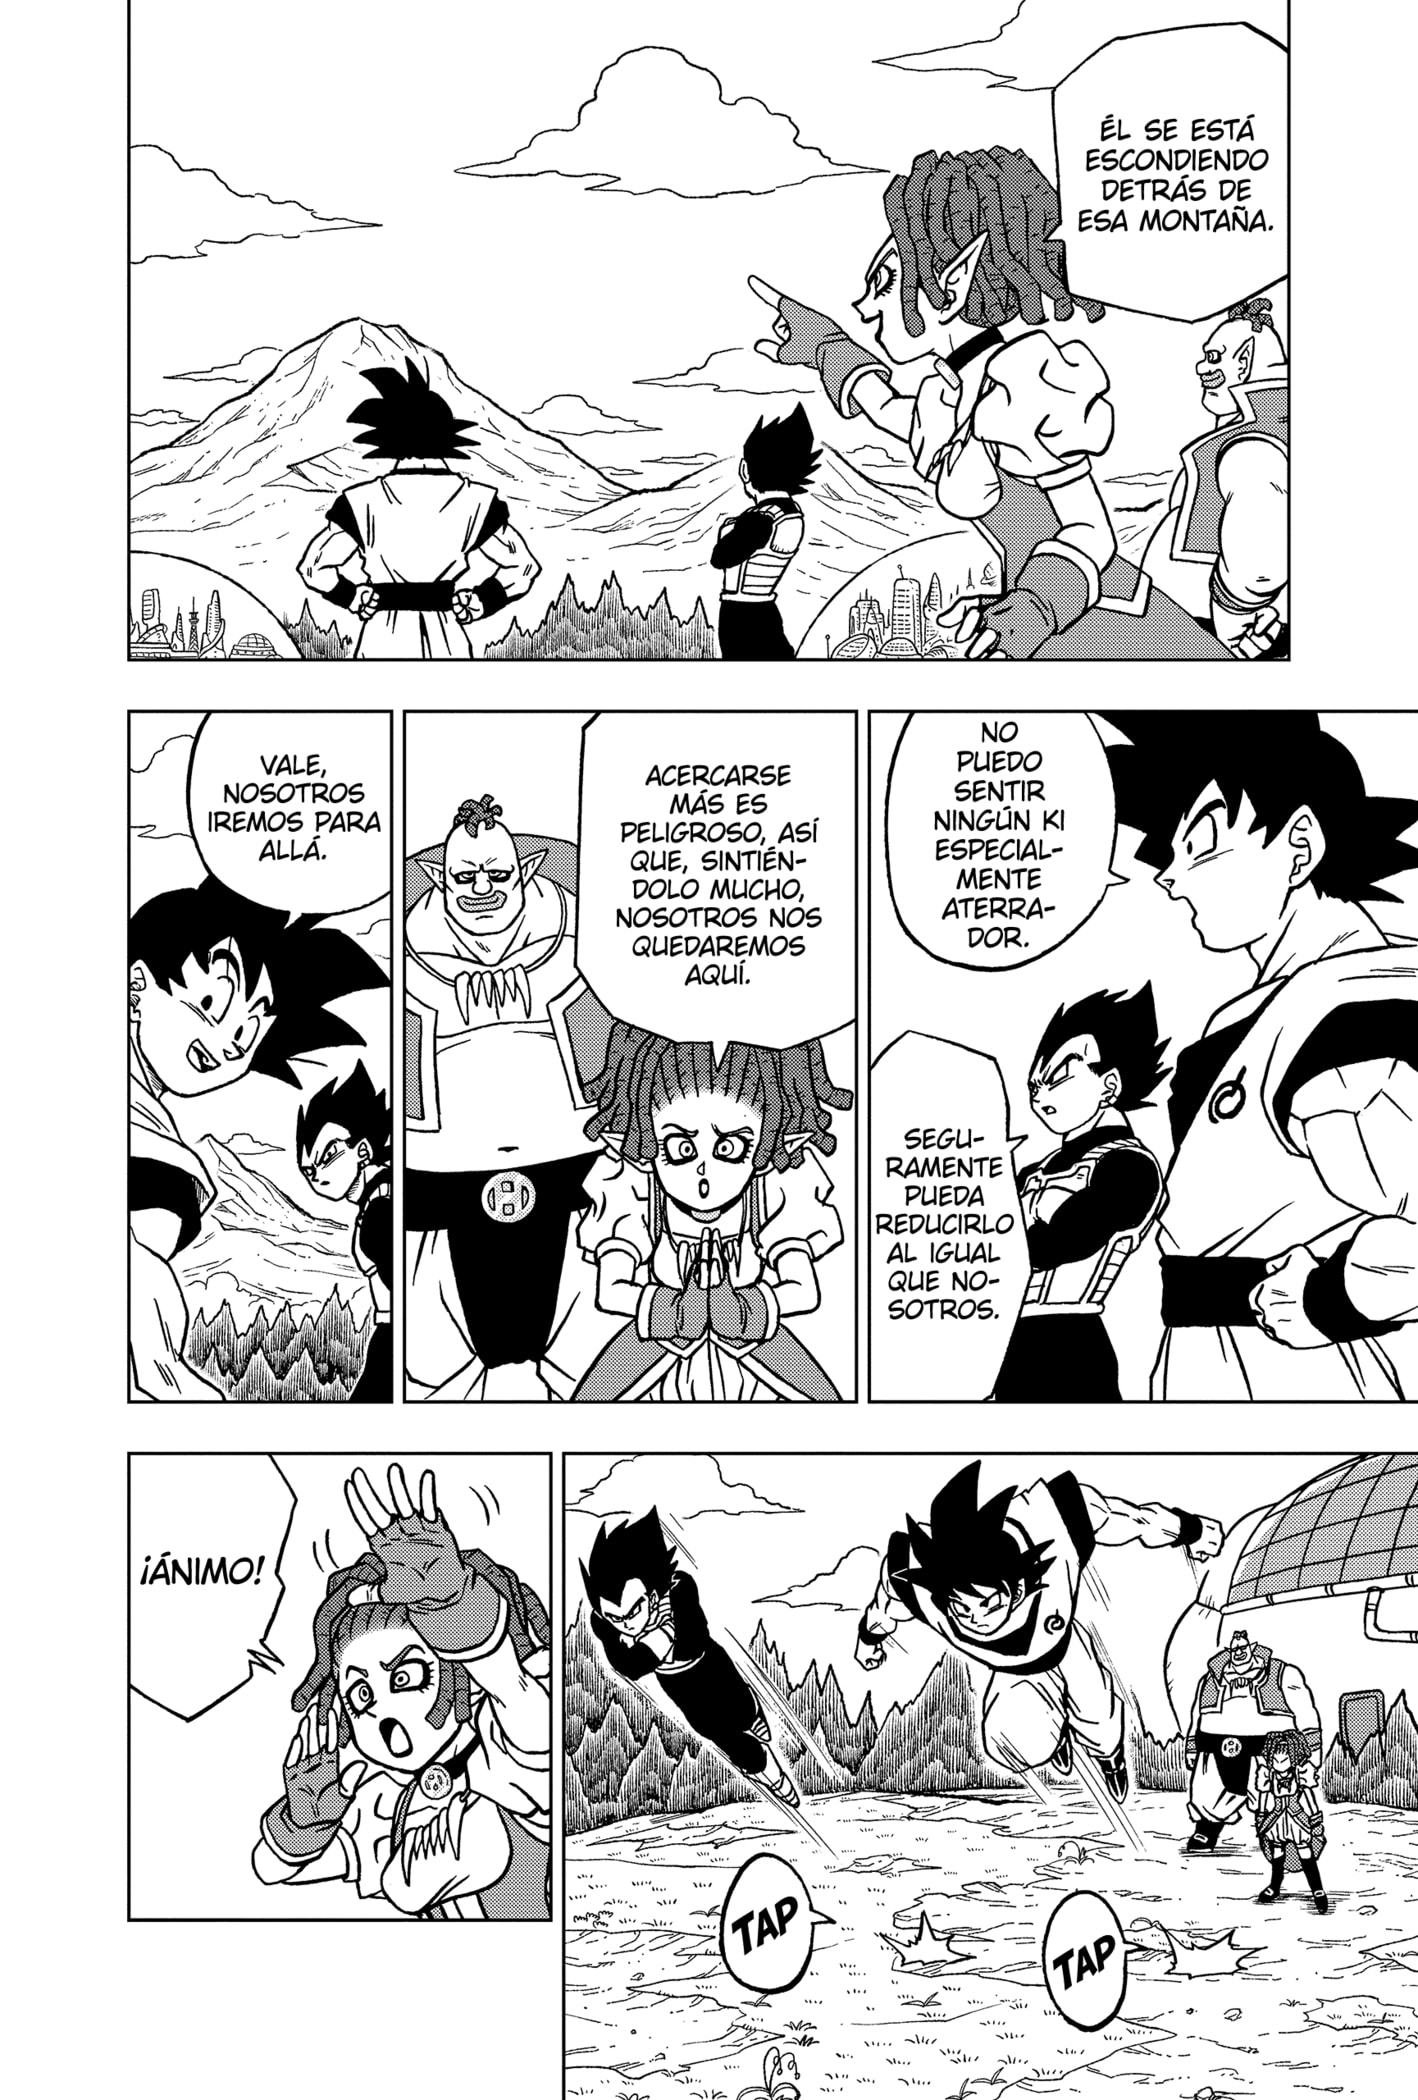 ÉL SE ESTÁ
ESCONDIENDO
DETRÁS DE
ESA MONTAÑA.
NO
PUEDO
SENTIR
NINGÚN KI
ESPECIAL-
MENTE
ATERRA-
DOR.
SEGU-
RAMENTE
PUEDA
REDUCIRLO
AL IGUAL
QUE NO-
SOTROS.
ACERCARSE
MÁS ES
PELIGROSO, ASÍ
QUE, SINTIÉN-
DOLO MUCHO,
NOSOTROS NOS
QUEDAREMOS
AQUÍ.
VALE,
NOSOTROS
IREMOS PARA
ALLÁ.
TAP
TAP
¡ÁNIMO!